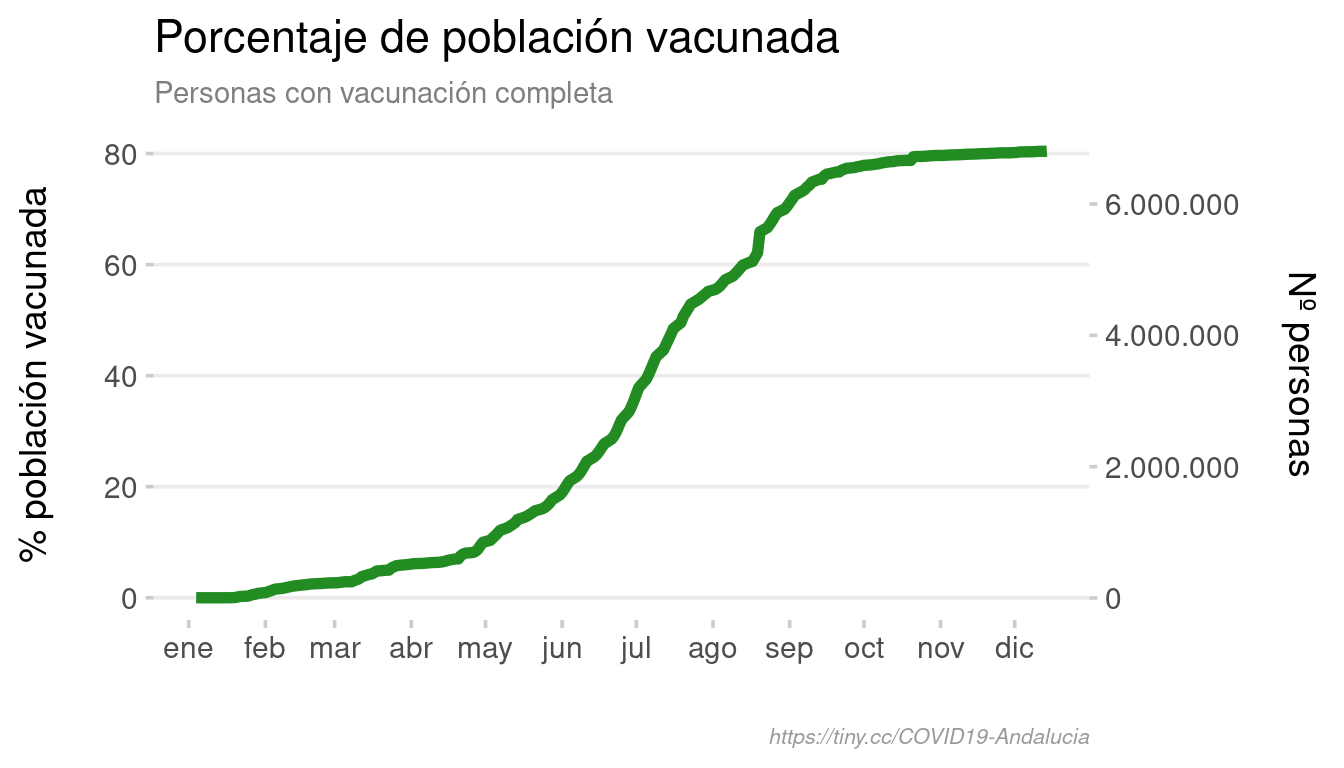 Porcentaje de población vacunada
Personas con vacunación completa
% población vacunada
80
60
40
20
0
6.000.000
4.000.000
2.000.000
0
Nº personas
ene feb mar abr may jun jul ago sep oct nov dic
https://tiny.cc/COVID19-Andalucia